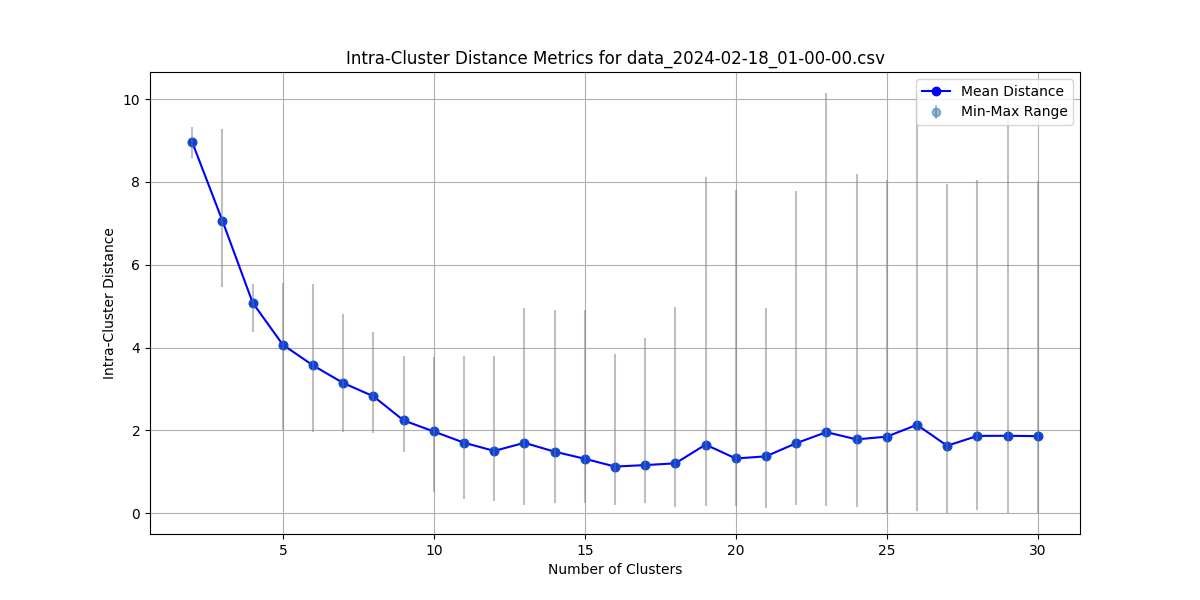 Intra-Cluster Distance Metrics for data_2024-02-18_01-00-00.csv
Mean Distance
Min-Max Range
Intra-Cluster Distance
10
8
6
4
2
0
5 10 15 20 25 30
Number of Clusters